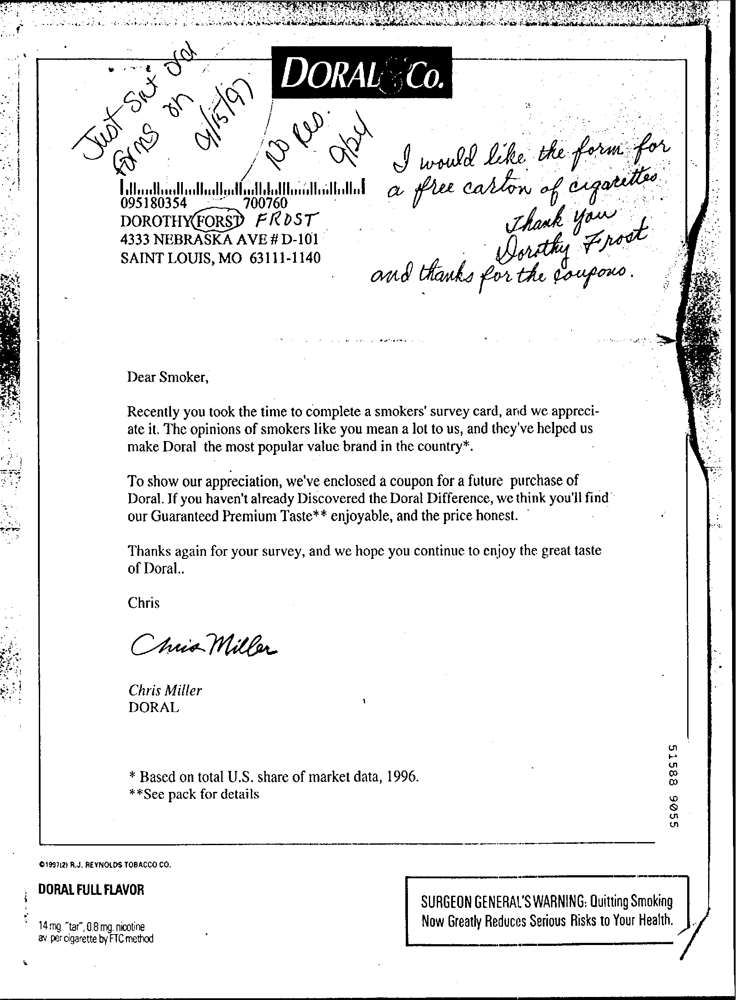 DORAL & Co.
Just Snt Ord
forms on
9/15/97
No Res.
9/24
I would like the form for
a free carton of cigarettes
Thank you
Dorothy Frost
and thanks for the coupons.
095180354 700760
DOROTHY FORST FROST
4333 NEBRASKA AVE # D-101
SAINT LOUIS, MO 63111-1140
Dear Smoker,
Recently you took the time to complete a smokers' survey card, and we appreci-
ate it. The opinions of smokers like you mean a lot to us, and they've helped us
make Doral the most popular value brand in the country*.
To show our appreciation, we've enclosed a coupon for a future purchase of
Doral. If you haven't already Discovered the Doral Difference, we think you'll find
our Guaranteed Premium Taste** enjoyable, and the price honest.
Thanks again for your survey, and we hope you continue to enjoy the great taste
of Doral..
Chris
Chris Miller
Chris Miller
DORAL
* Based on total U.S. share of market data, 1996.
**See pack for details
51588 9055
©1997(2) R.J. REYNOLDS TOBACCO CO.
DORAL FULL FLAVOR
14 mg. "tar", 0.8 mg. nicotine
av. per cigarette by FTC method
SURGEON GENERAL'S WARNING: Quitting Smoking
Now Greatly Reduces Serious Risks to Your Health.